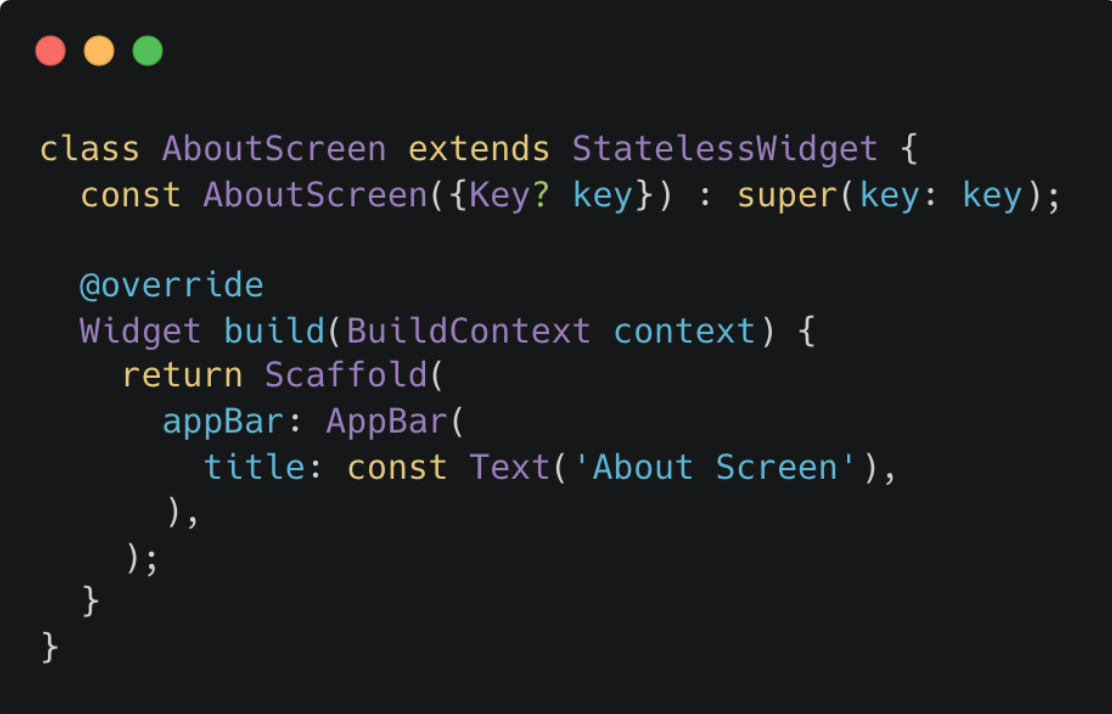 class AboutScreen extends StatelessWidget {
  const AboutScreen({Key? key}) : super(key: key);

  @override
  Widget build(BuildContext context) {
    return Scaffold(
      appBar: AppBar(
        title: const Text('About Screen'),
      ),
    );
  }
}